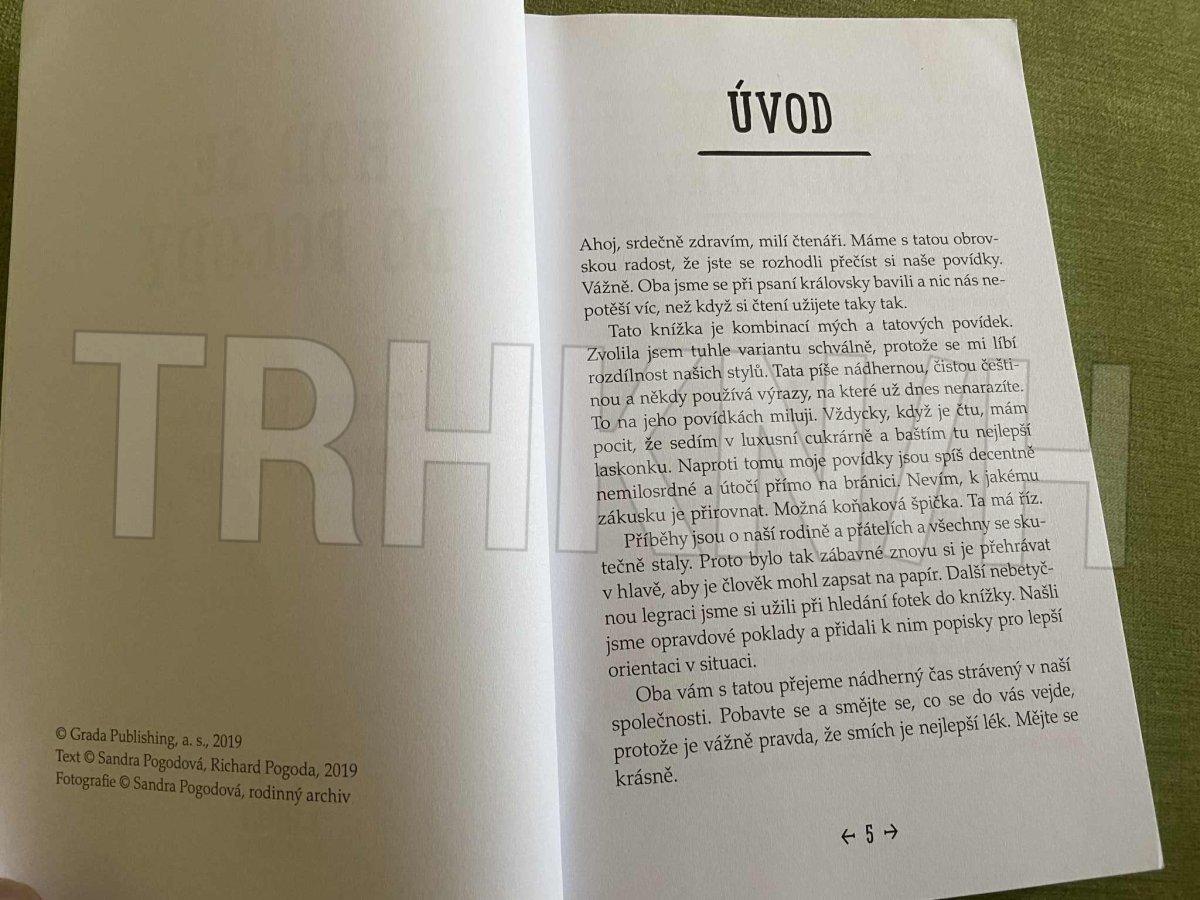 © Grada Publishing, a. s., 2019
Text © Sandra Pogodová, Richard Pogoda, 2019
Fotografie © Sandra Pogodová, rodinný archiv
ÚVOD
Ahoj, srdečně zdravím, milí čtenáři. Máme s tatou obrov-
skou radost, že jste se rozhodli přečíst si naše povídky.
Vážně. Oba jsme se při psaní královsky bavili a nic nás ne-
potěší víc, než když si čtení užijete taky tak.
Tato knížka je kombinací mých a tatových povídek.
Zvolila jsem tuhle variantu schválně, protože se mi líbí
rozdílnost našich stylů. Tata píše nádhernou, čistou češti-
nou a někdy používá výrazy, na které už dnes nenarazíte.
To na jeho povídkách miluji. Vždycky, když je čtu, mám
pocit, že sedím v luxusní cukrárně a baštím tu nejlepší
laskonku. Naproti tomu moje povídky jsou spíš decentně
nemilosrdné a útočí přímo na bránici. Nevím, k jakému
zákusku je přirovnat. Možná koňaková špička. Ta má říz.
Příběhy jsou o naší rodině a přátelích a všechny se sku-
tečně staly. Proto bylo tak zábavné znovu si je přehrávat
v hlavě, aby je člověk mohl zapsat na papír. Další nebetyč-
nou legraci jsme si užili při hledání fotek do knížky. Našli
jsme opravdové poklady a přidali k nim popisky pro lepší
orientaci v situaci.
Oba vám s tatou přejeme nádherný čas strávený v naší
společnosti. Pobavte se a smějte se, co se do vás vejde,
protože je vážně pravda, že smích je nejlepší lék. Mějte se
krásně.
← 5 →
TRHKNIH